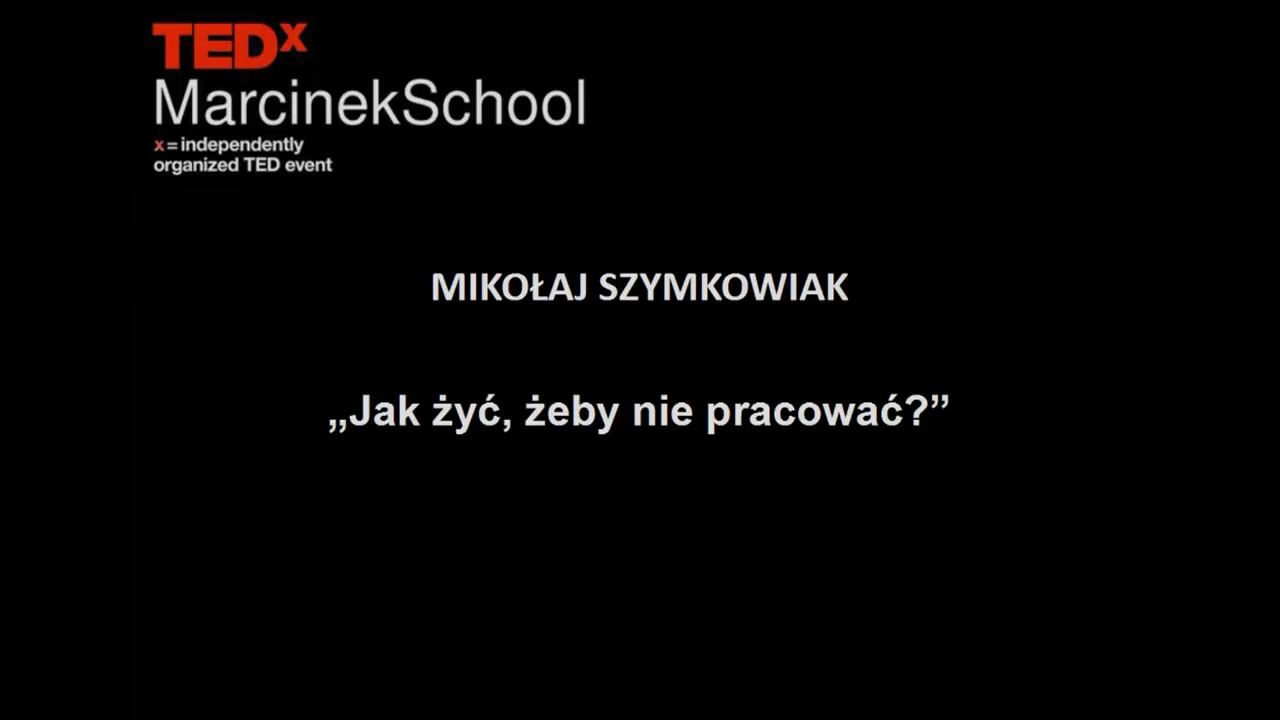 TEDx
MarcinekSchool
x = independently
organized TED event
MIKOŁAJ SZYMKOWIAK
„Jak żyć, żeby nie pracować?”